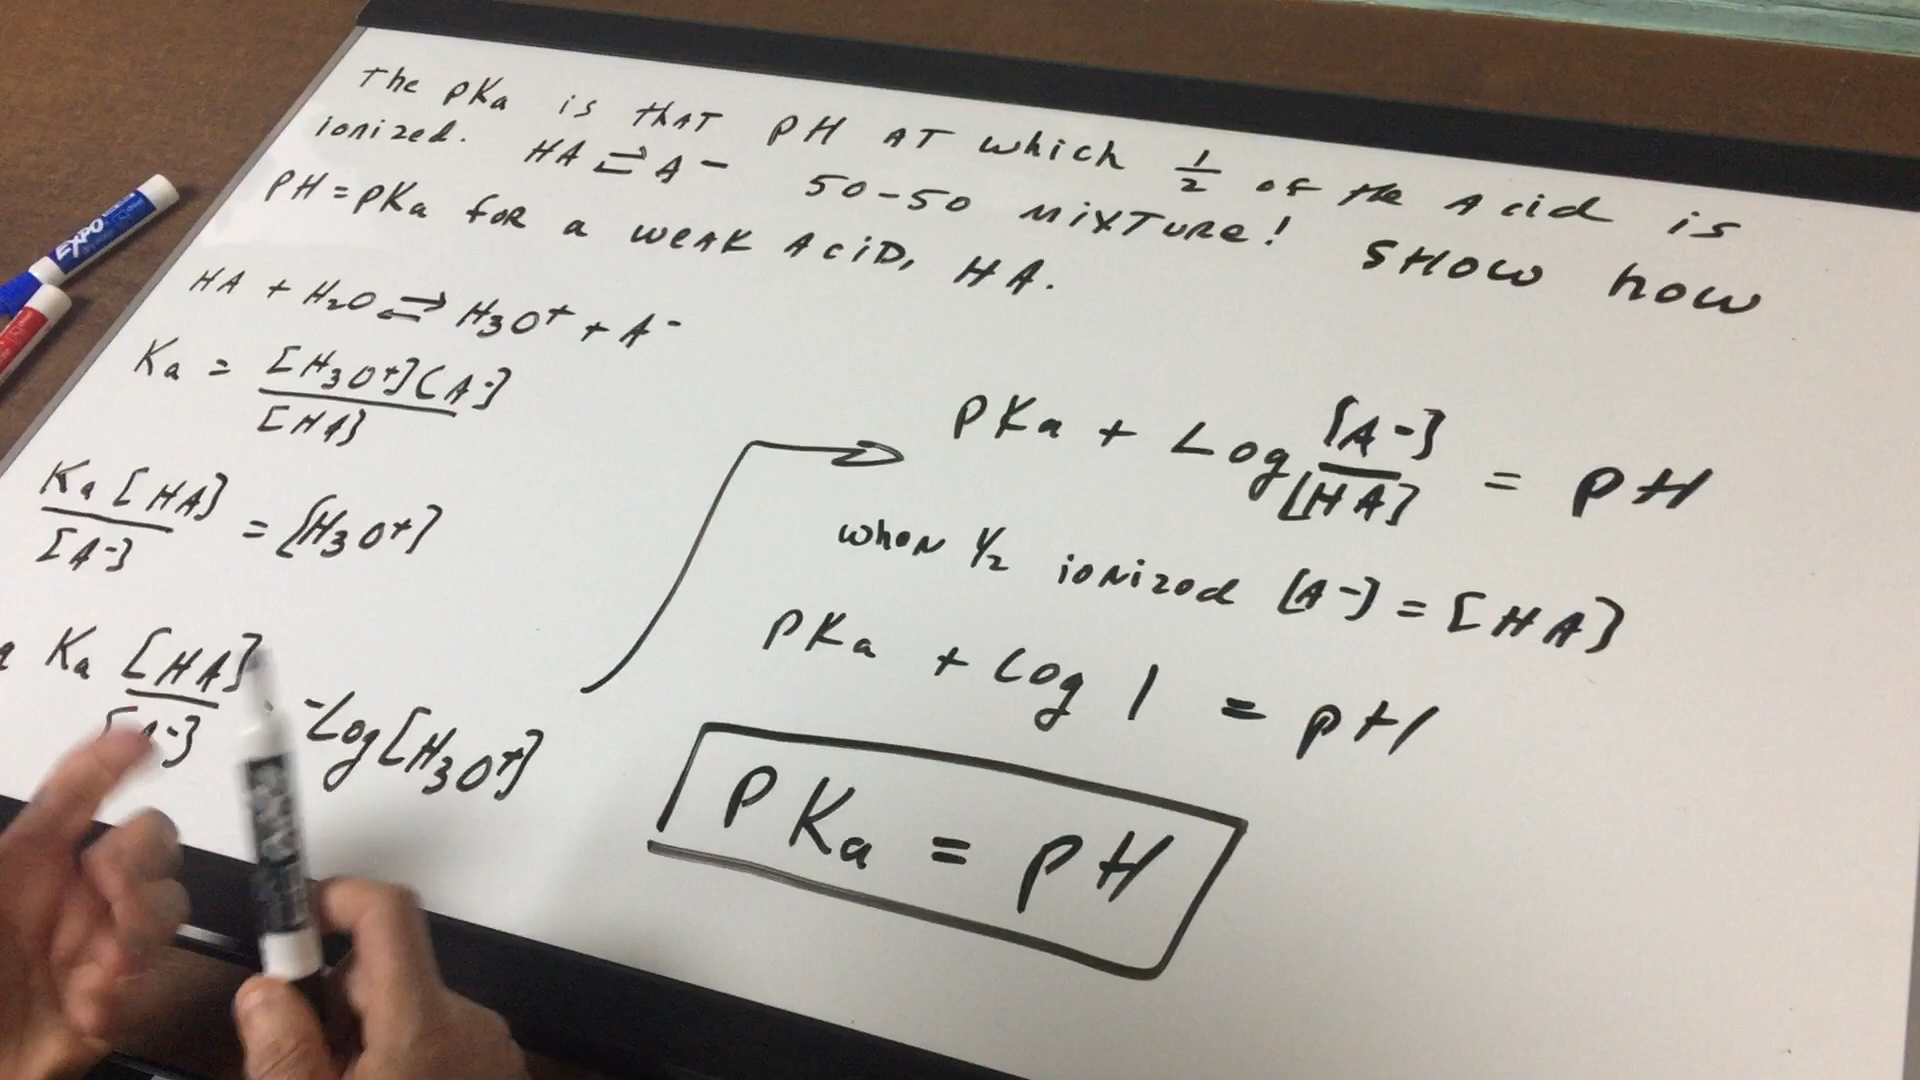 The pKa is that pH at which 1/2 of the Acid is
ionized. HA ⇌ A- 50-50 mixture! Show how
pH = pKa for a weak acid, HA.
HA + H2O ⇌ H3O+ + A-
Ka = [H3O+][A-] / [HA]
Ka [HA] / [A-] = [H3O+]
Ka [HA] / [A-] -Log [H3O+]
pKa + Log [A-] / [HA] = pH
when 1/2 ionized [A-] = [HA]
pKa + Log 1 = pH
pKa = pH
EXPO